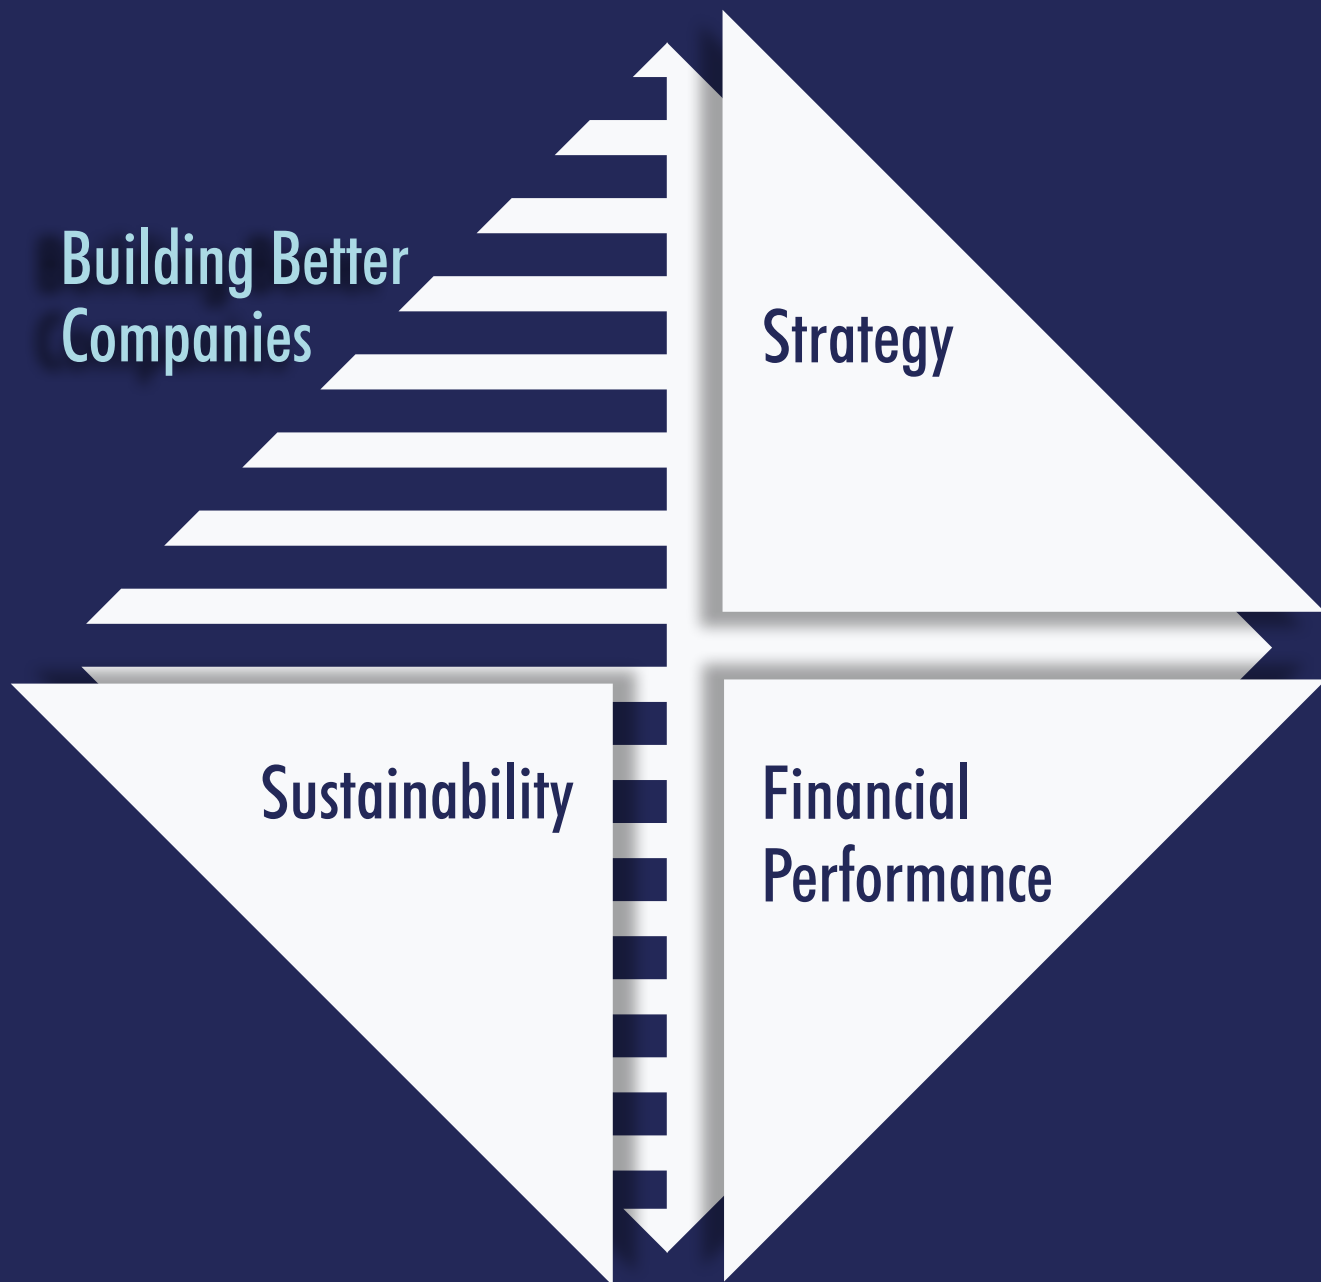 Building Better
Companies
Strategy
Sustainability
Financial
Performance